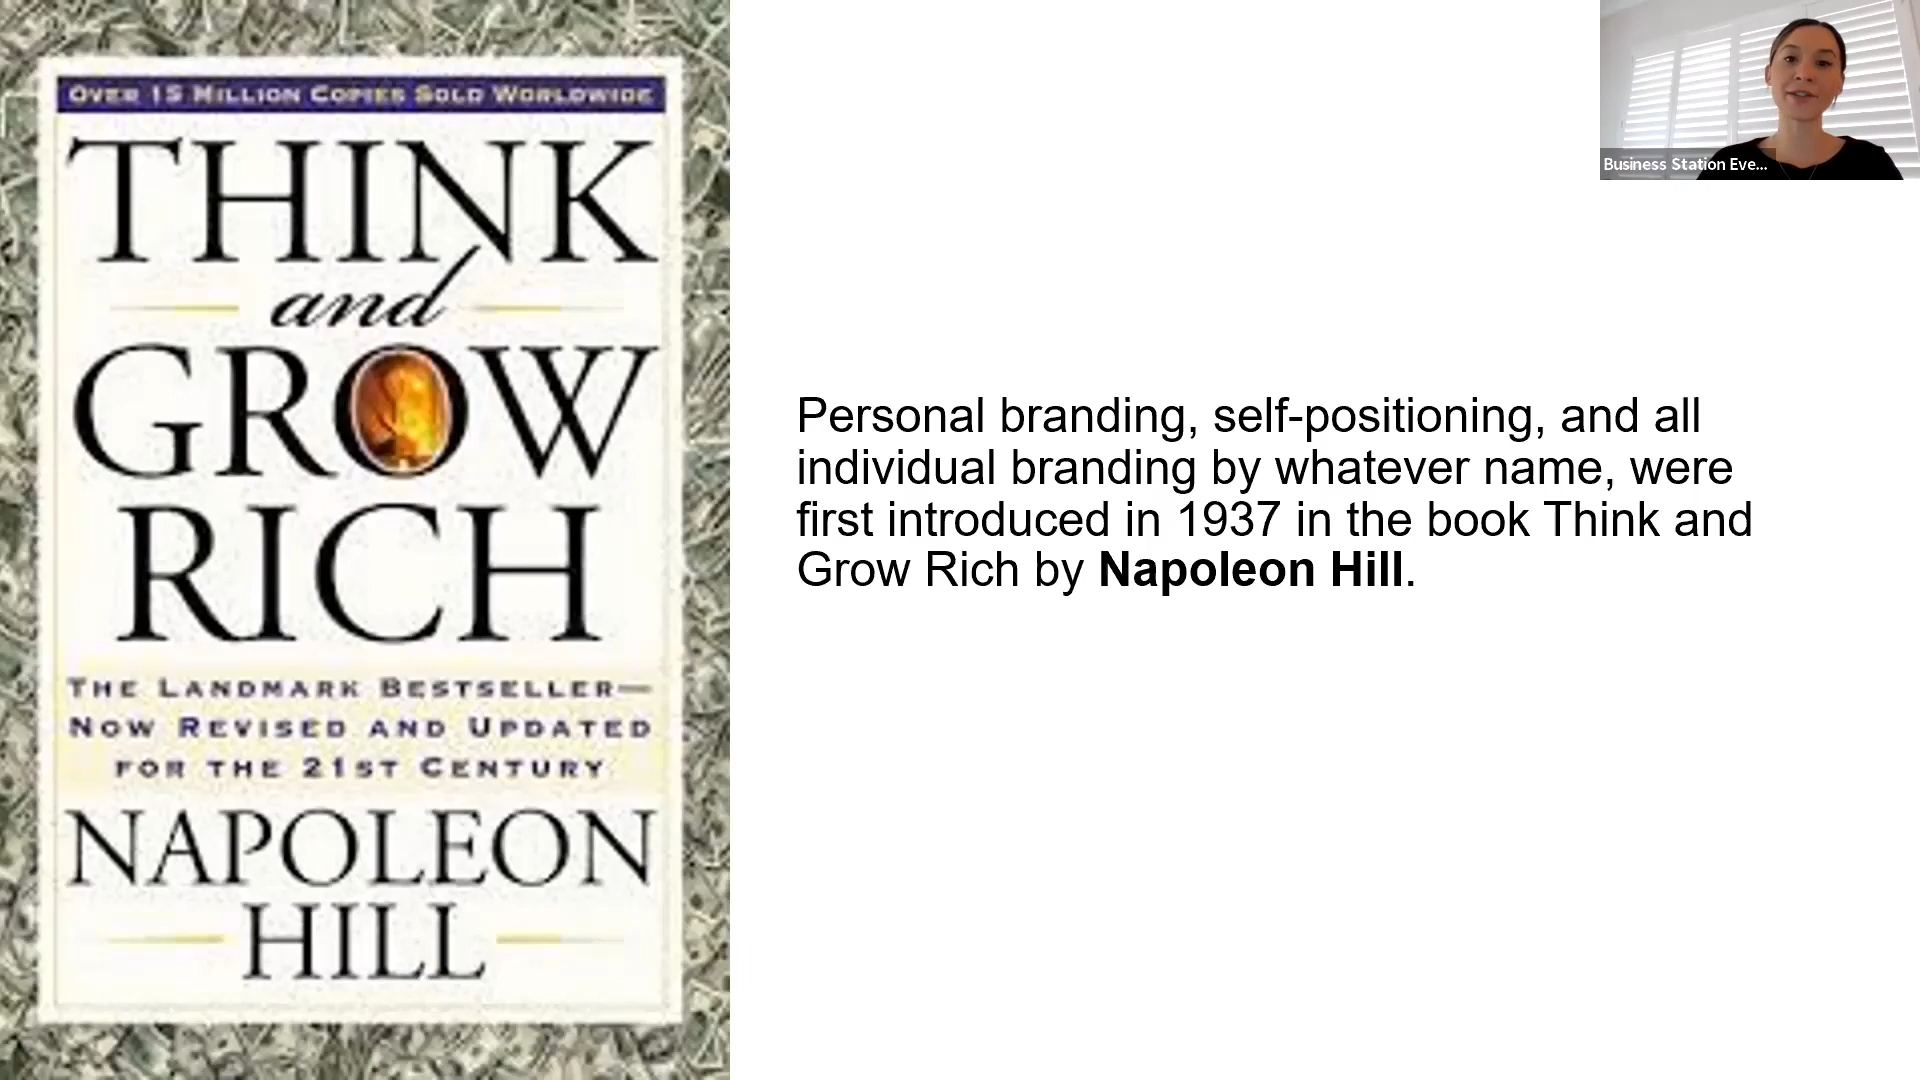 OVER 15 MILLION COPIES SOLD WORLDWIDE
THINK
and
GROW
RICH
THE LANDMARK BESTSELLER—
NOW REVISED AND UPDATED
FOR THE 21ST CENTURY
NAPOLEON
HILL
Personal branding, self-positioning, and all
individual branding by whatever name, were
first introduced in 1937 in the book Think and
Grow Rich by Napoleon Hill.
Business Station Eve...